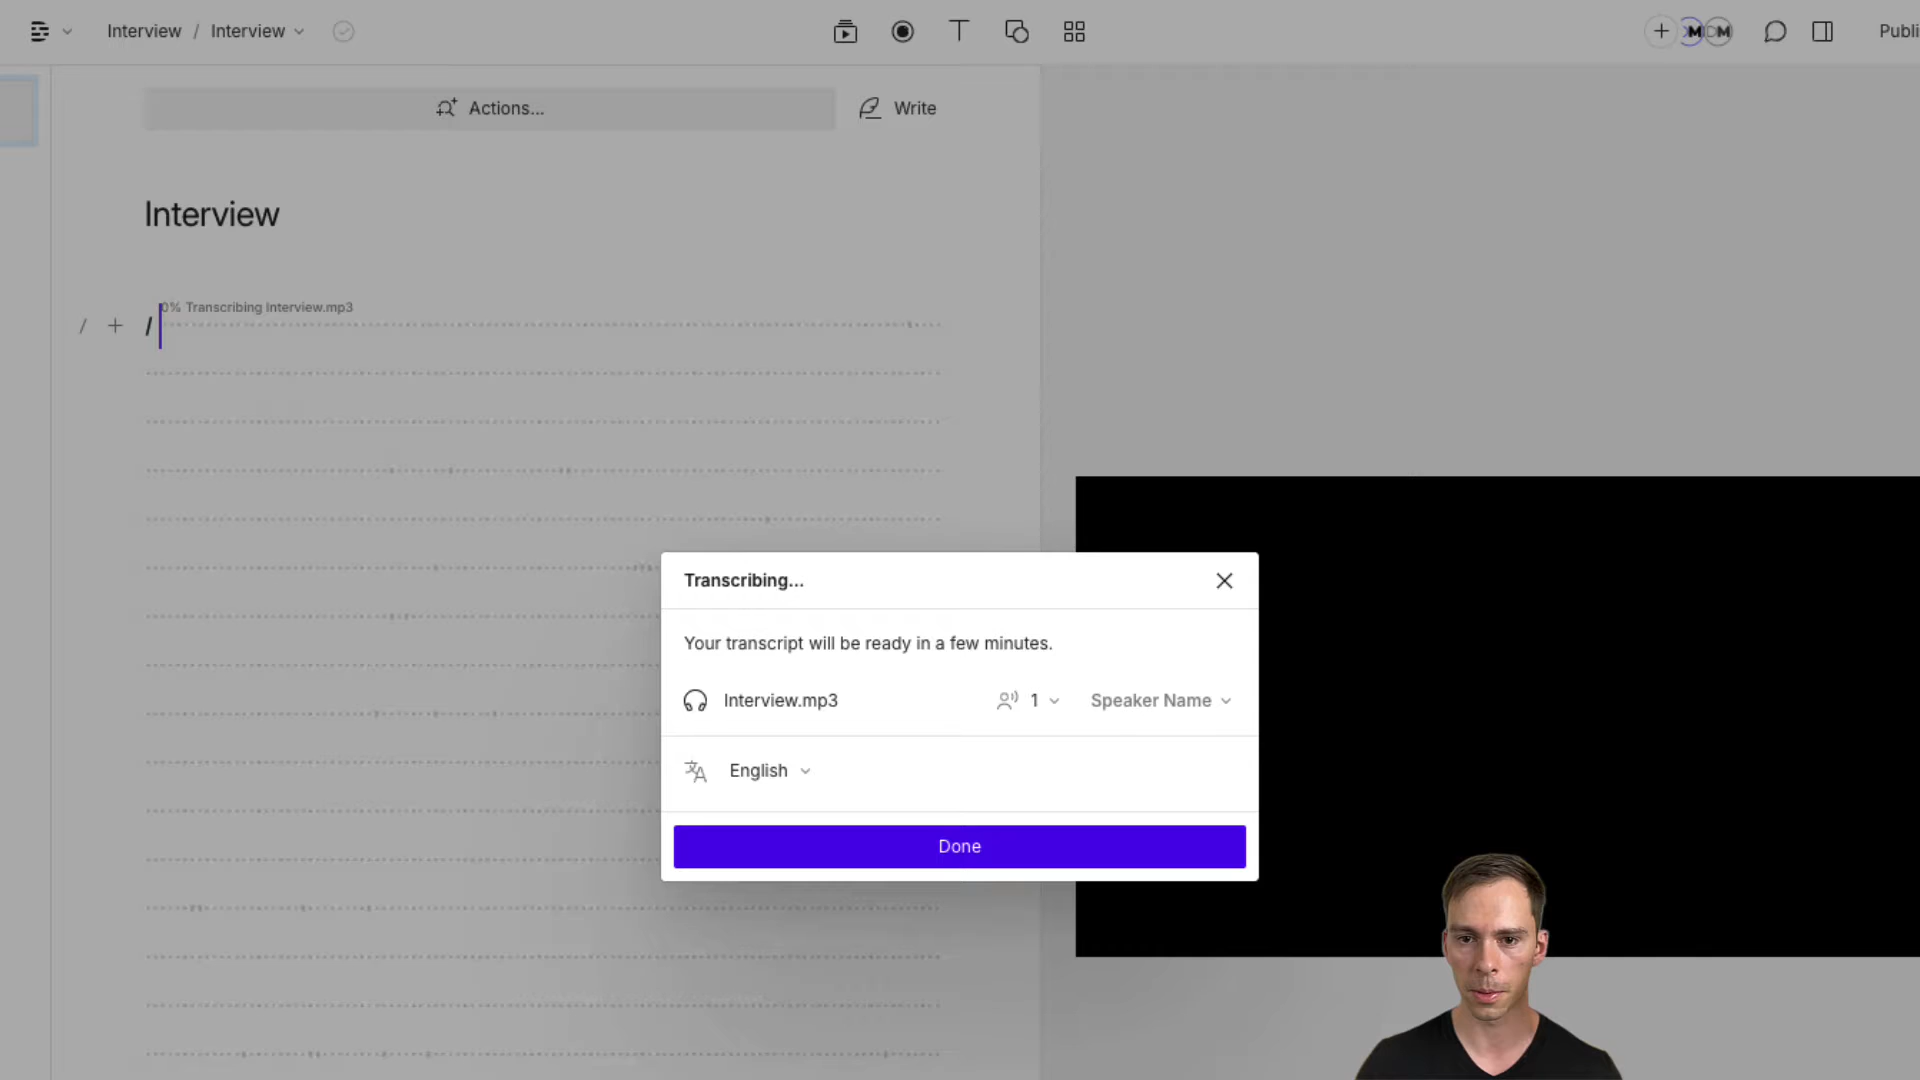 Interview / Interview
Publi
Actions...
Write
Interview
0% Transcribing Interview.mp3
/ + /
Transcribing...
Your transcript will be ready in a few minutes.
Interview.mp3 1 Speaker Name
English
Done